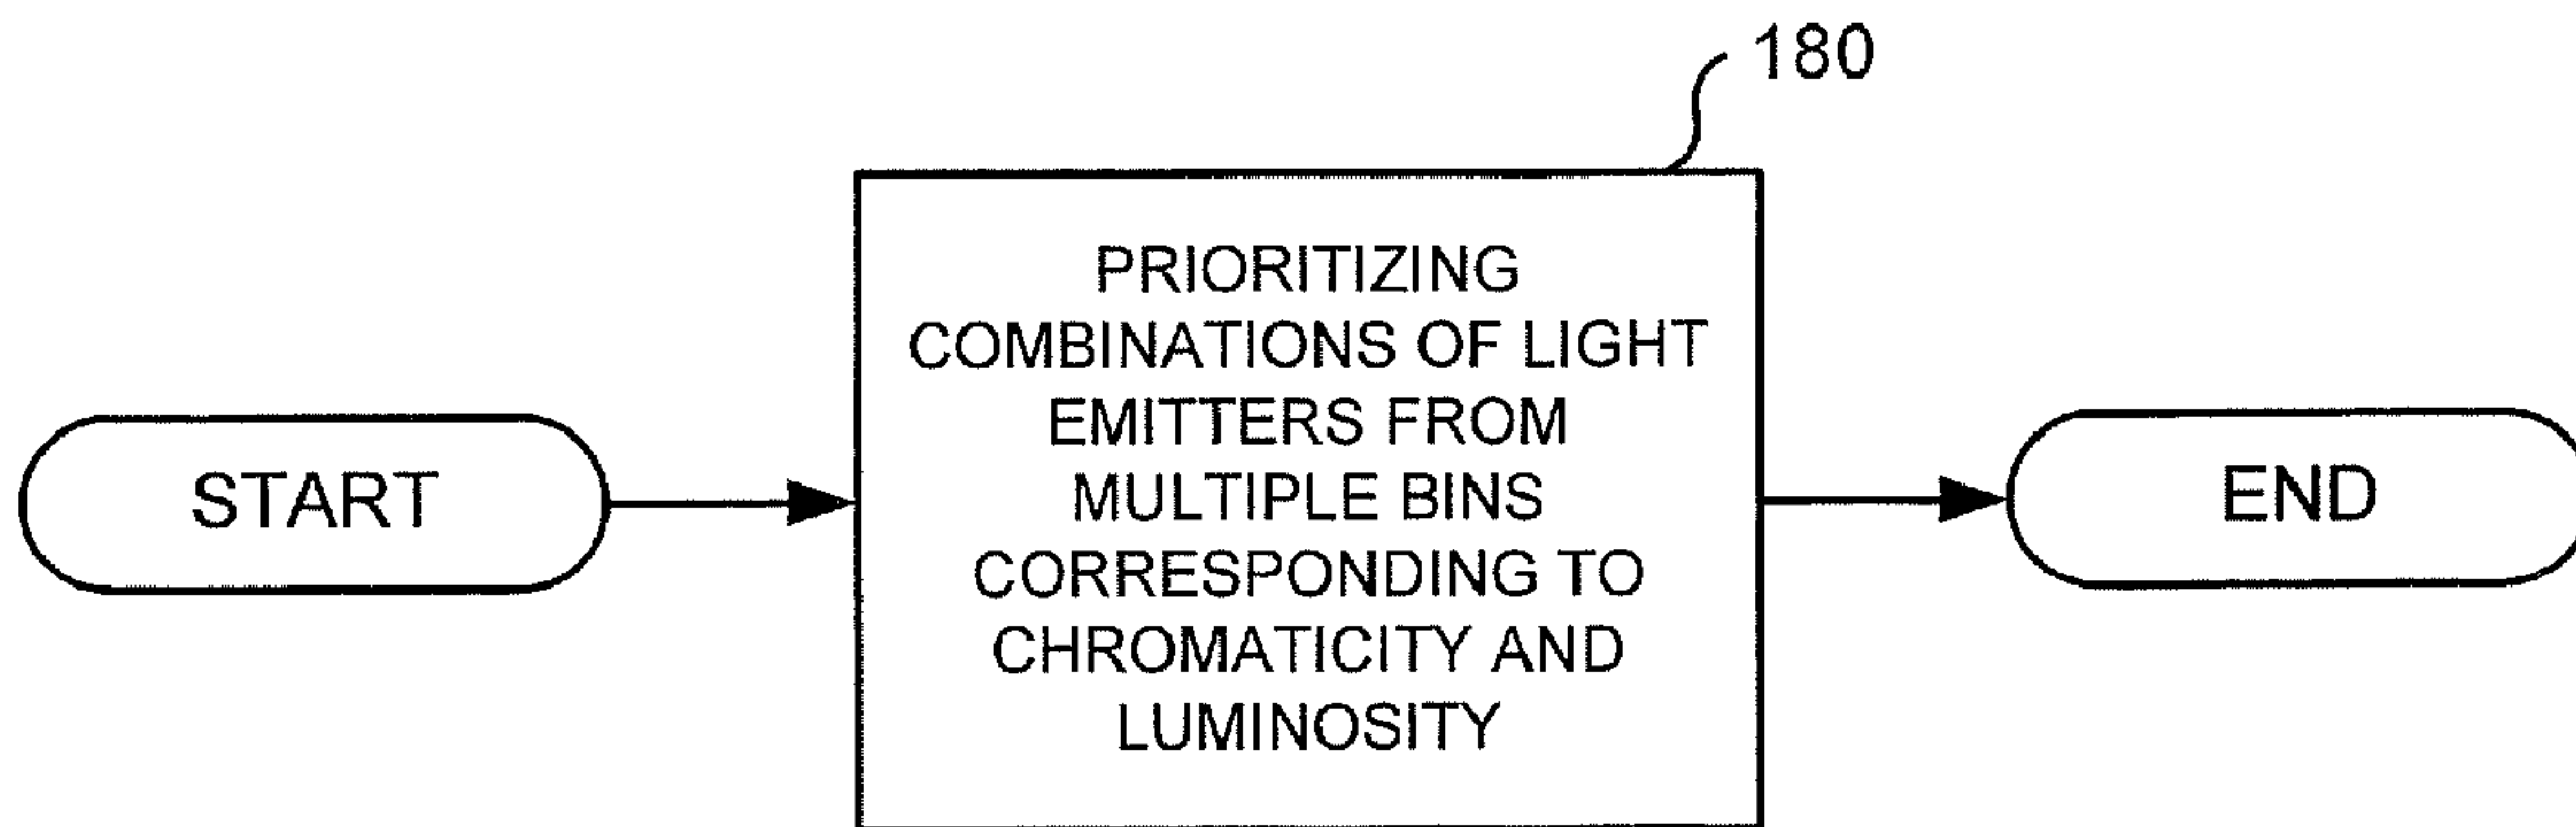 180
START
PRIORITIZING
COMBINATIONS OF LIGHT
EMITTERS FROM
MULTIPLE BINS
CORRESPONDING TO
CHROMATICITY AND
LUMINOSITY
END